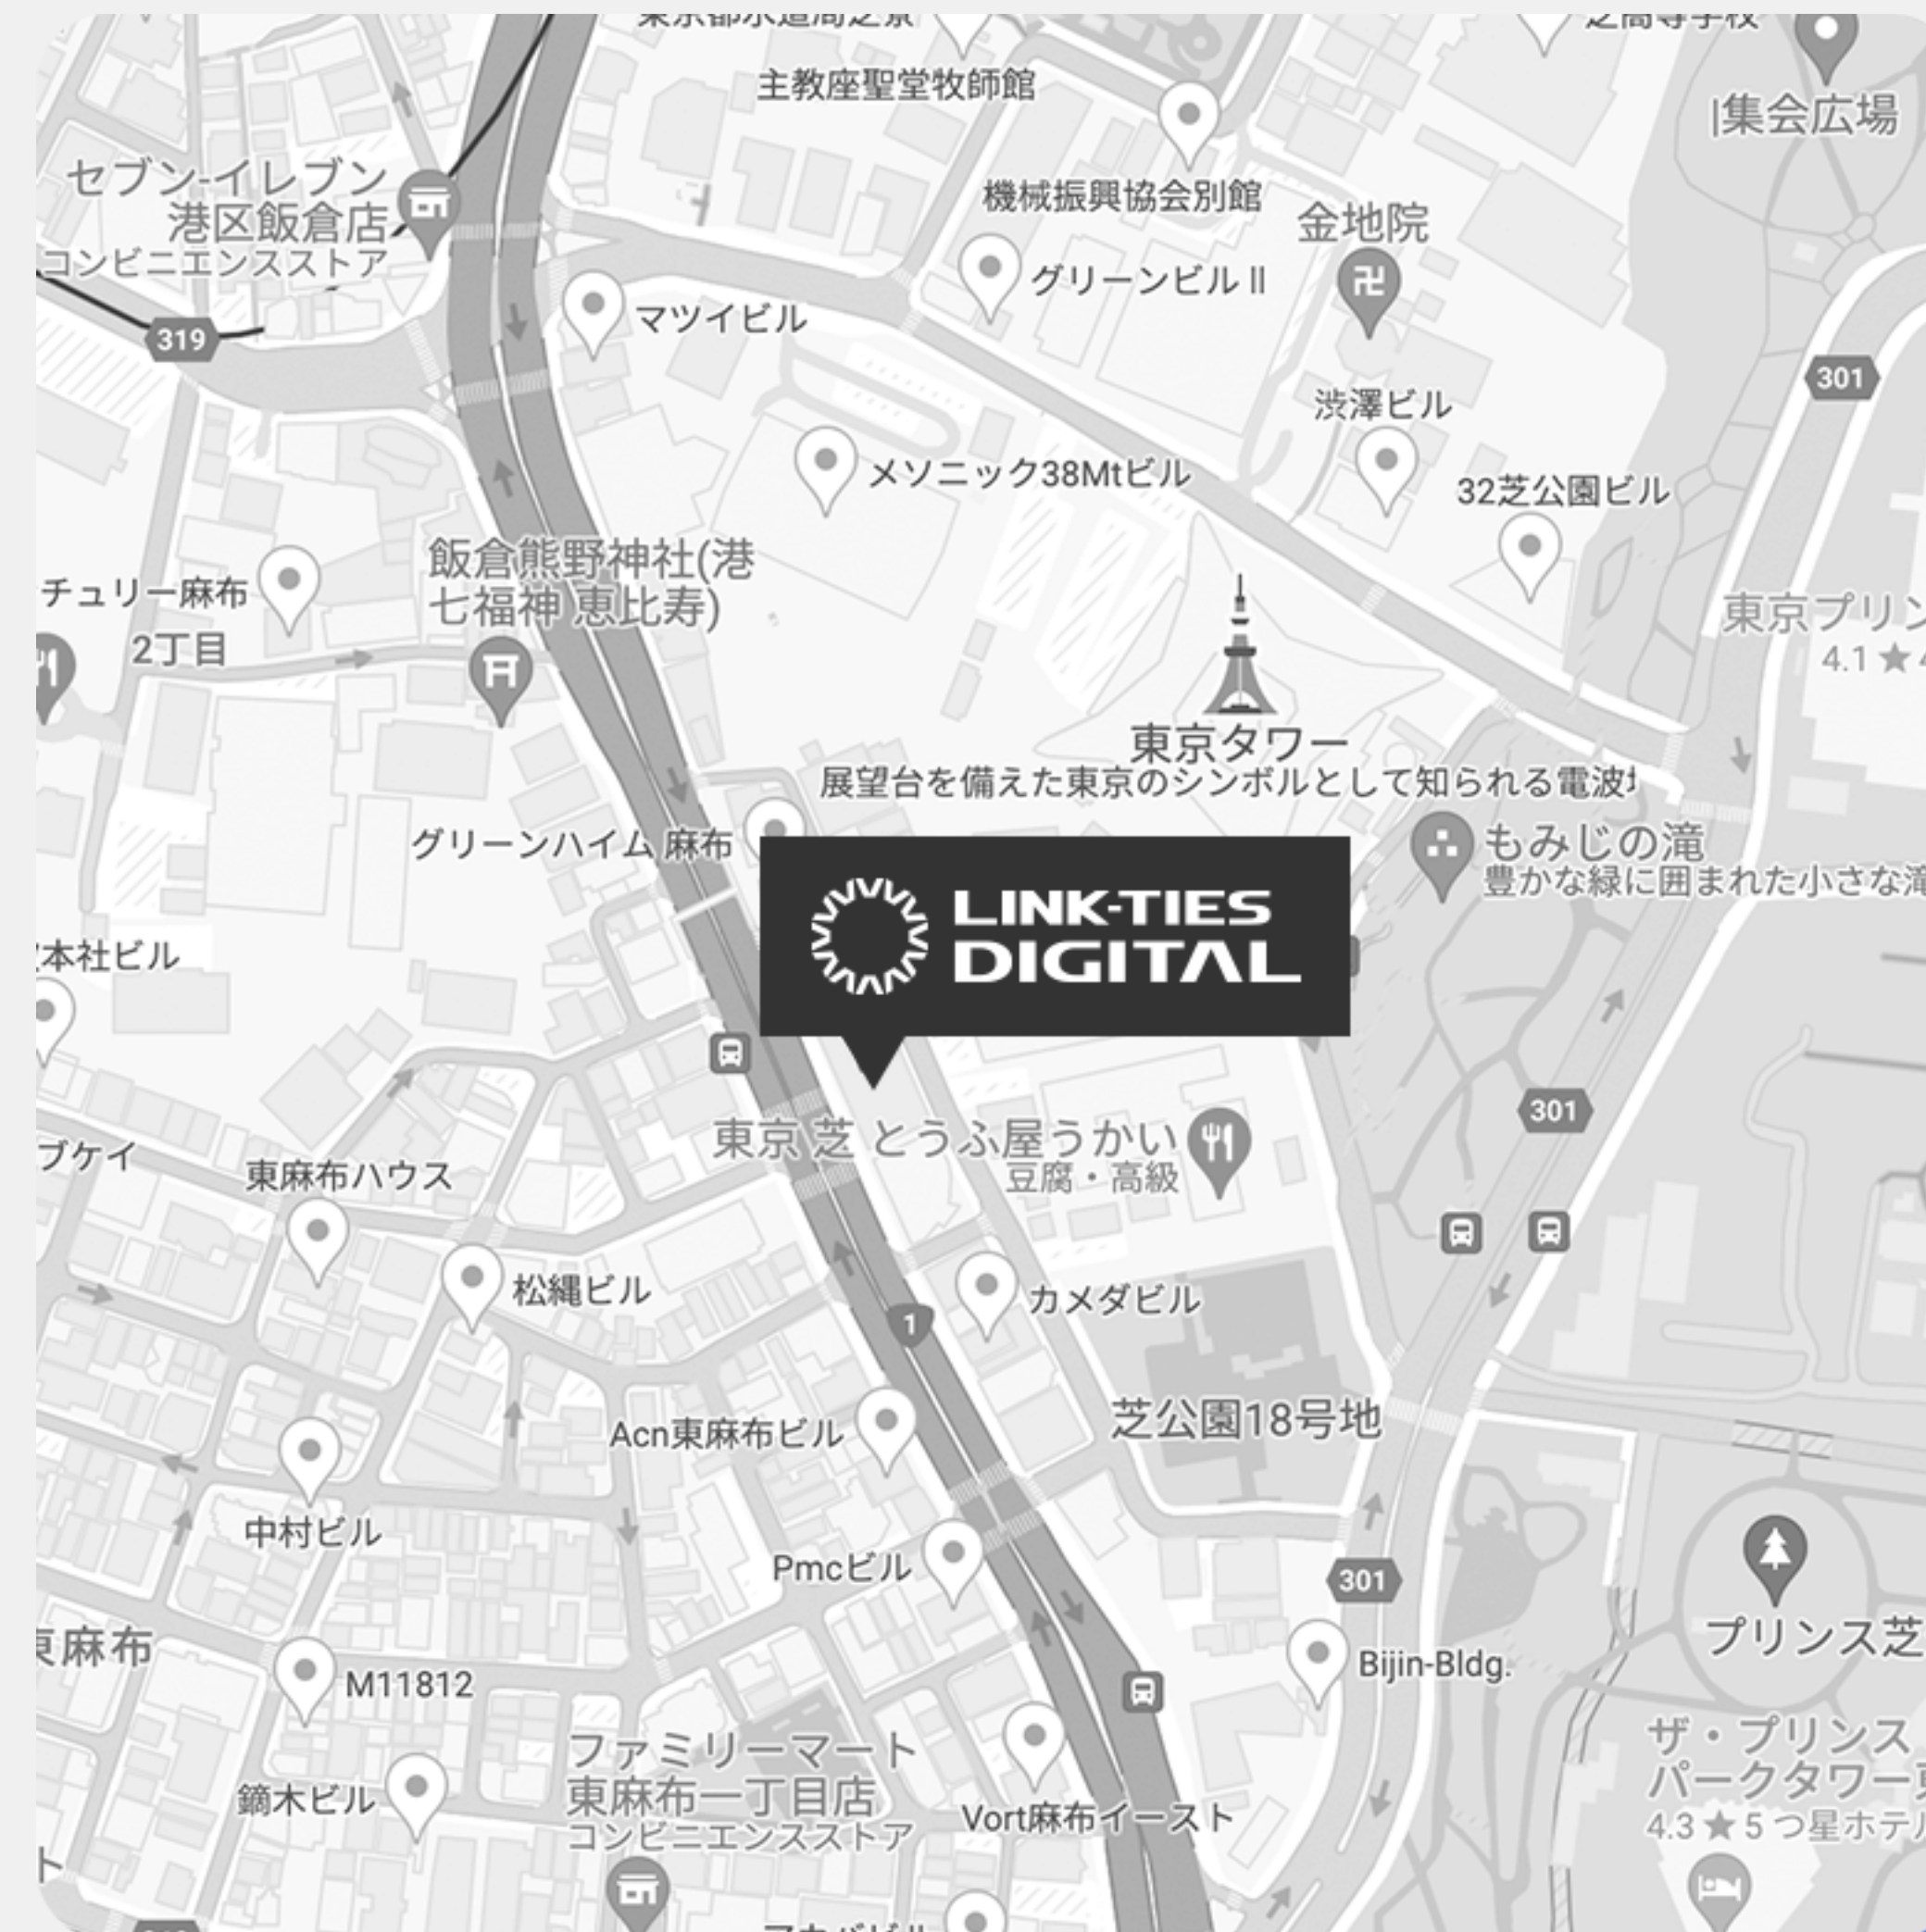 主教座聖堂牧師館
集会広場
セブン-イレブン
港区飯倉店
コンビニエンスストア
機械振興協会別館
金地院
グリーンビル II
マツイビル
319
301
渋澤ビル
メソニック38Mtビル
32芝公園ビル
飯倉熊野神社(港
七福神 恵比寿)
チュリー麻布
2丁目
東京プリン
4.1 ★
東京タワー
展望台を備えた東京のシンボルとして知られる電波
グリーンハイム 麻布
もみじの滝
豊かな緑に囲まれた小さな滝
LINK-TIES
DIGITAL
本社ビル
301
東京 芝 とうふ屋うかい
豆腐・高級
ブケイ
東麻布ハウス
松縄ビル
カメダビル
1
芝公園18号地
Acn東麻布ビル
中村ビル
Pmcビル
301
プリンス芝
東麻布
M11812
Bijin-Bldg.
ファミリーマート
東麻布一丁目店
コンビニエンスストア
ザ・プリンス
パークタワー東
4.3 ★ 5 つ星ホテル
鏑木ビル
Vort麻布イースト
ト